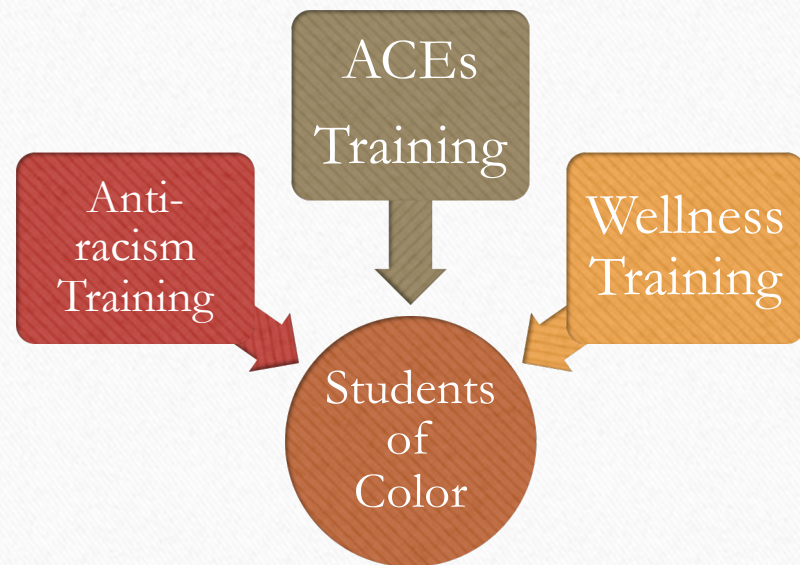 ACEs
Training
Anti-
racism
Training
Wellness
Training
Students
of
Color